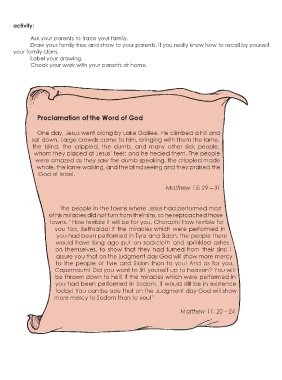 activity:
Ask your parents to trace your family.
Draw your family tree and show to your parents, if you really know how to recall by yourself
your family clans.
Label your drawing.
Check your work with your parents at home.
Proclamation of the Word of God
One day, Jesus went along by Lake Galilee. He climbed a hill and
sat down. Large crowds came to him, bringing with them the lame,
the blind, the crippled, the dumb, and many other sick people,
whom they placed at Jesus' feet; and he healed them. The people
were amazed as they saw the dumb speaking, the crippled made
whole, the lame walking, and the blind seeing and they praised the
God of Israel.
Matthew 15: 29 – 31
The people in the towns where Jesus had performed most
of his miracles did not turn from their sins, so he reproached those
towns. "How terrible it will be for you, Chorazin! How terrible for
you too, Bethsaida! If the miracles which were performed in
you had been performed in Tyre and Sidon, the people there
would have long ago put on sackcloth and sprinkled ashes
on themselves, to show that they had turned from their sins! I
assure you that on the judgment day God will show more mercy
to the people of Tyre and Sidon than to you! And as for you,
Capernaum! Did you want to lift yourself up to heaven? You will
be thrown down to hell! If the miracles which were performed in
you had been performed in Sodom, it would still be in existence
today! You can be sure that on the Judgment day God will show
more mercy to Sodom than to you!"
Matthew 11: 20 – 24